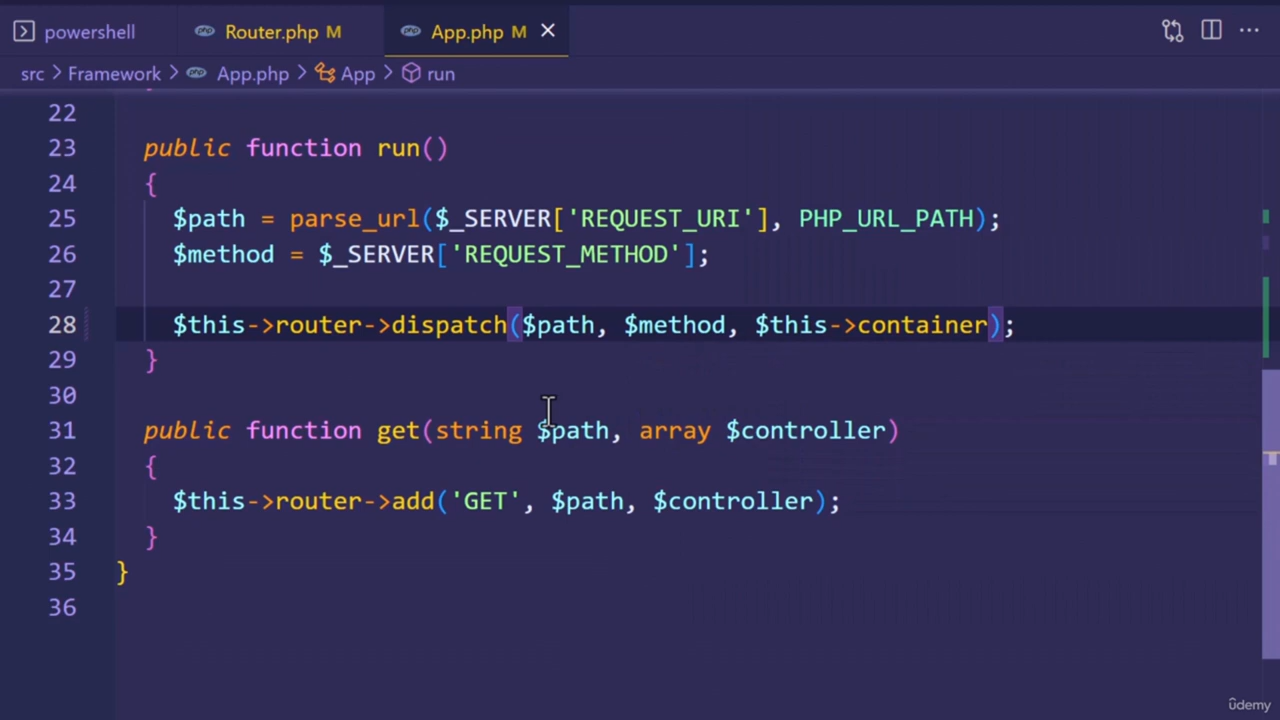 powershell Router.php M App.php M
src > Framework > App.php > App > run
22
23 public function run()
24 {
25 $path = parse_url($_SERVER['REQUEST_URI'], PHP_URL_PATH);
26 $method = $_SERVER['REQUEST_METHOD'];
27
28 $this->router->dispatch($path, $method, $this->container);
29 }
30
31 public function get(string $path, array $controller)
32 {
33 $this->router->add('GET', $path, $controller);
34 }
35 }
36
udemy